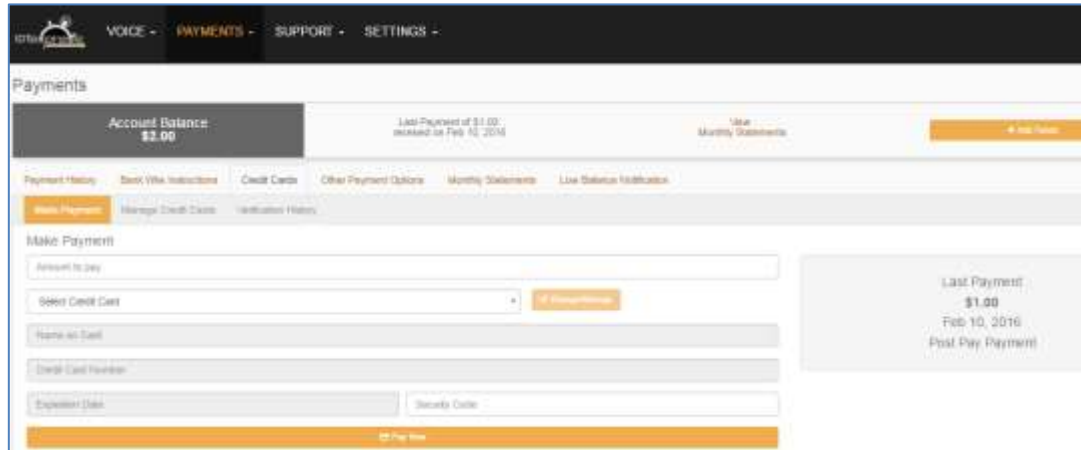 VOICE PAYMENTS SUPPORT SETTINGS
Payments
Account Balance
$2.00
Last Payment of $1.00
received on Feb 10, 2016
View
Monthly Statements
Add Funds
Payment History Bank Wire Instructions Credit Cards Other Payment Options Monthly Statements Low Balance Notification
Make Payment Manage Credit Cards Verification History
Make Payment
Amount to pay
Select Credit Card
Name on Card
Credit Card Number
Expiration Date Security Code
Pay Now
Last Payment
$1.00
Feb 10, 2016
Post Pay Payment